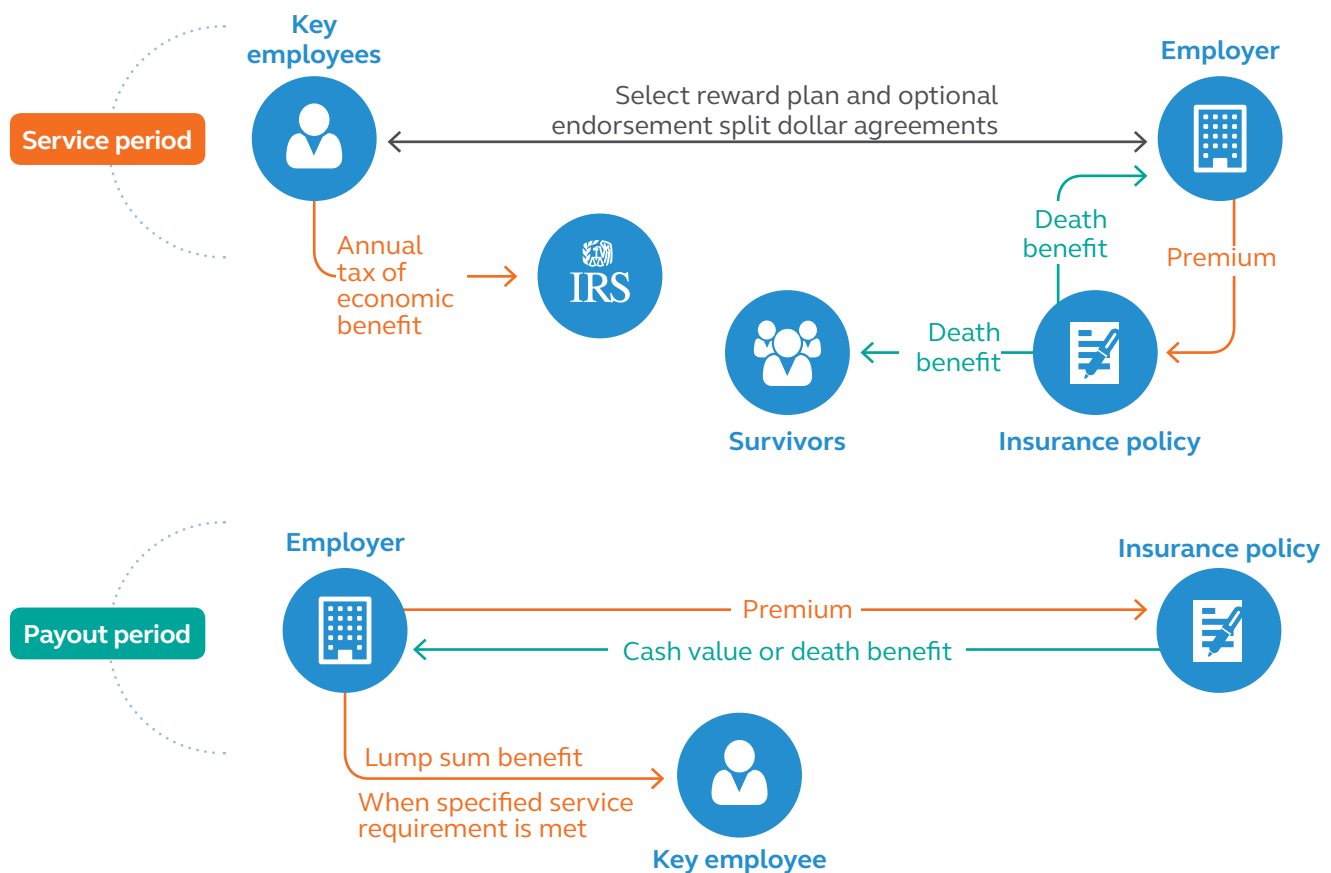 Key
employees
Employer
Select reward plan and optional
endorsement split dollar agreements
Service period
Death
benefit
Annual
tax of
economic
benefit
IRS
Premium
Death
benefit
Survivors
Insurance policy
Employer
Insurance policy
Premium
Payout period
Cash value or death benefit
Lump sum benefit
When specified service
requirement is met
Key employee